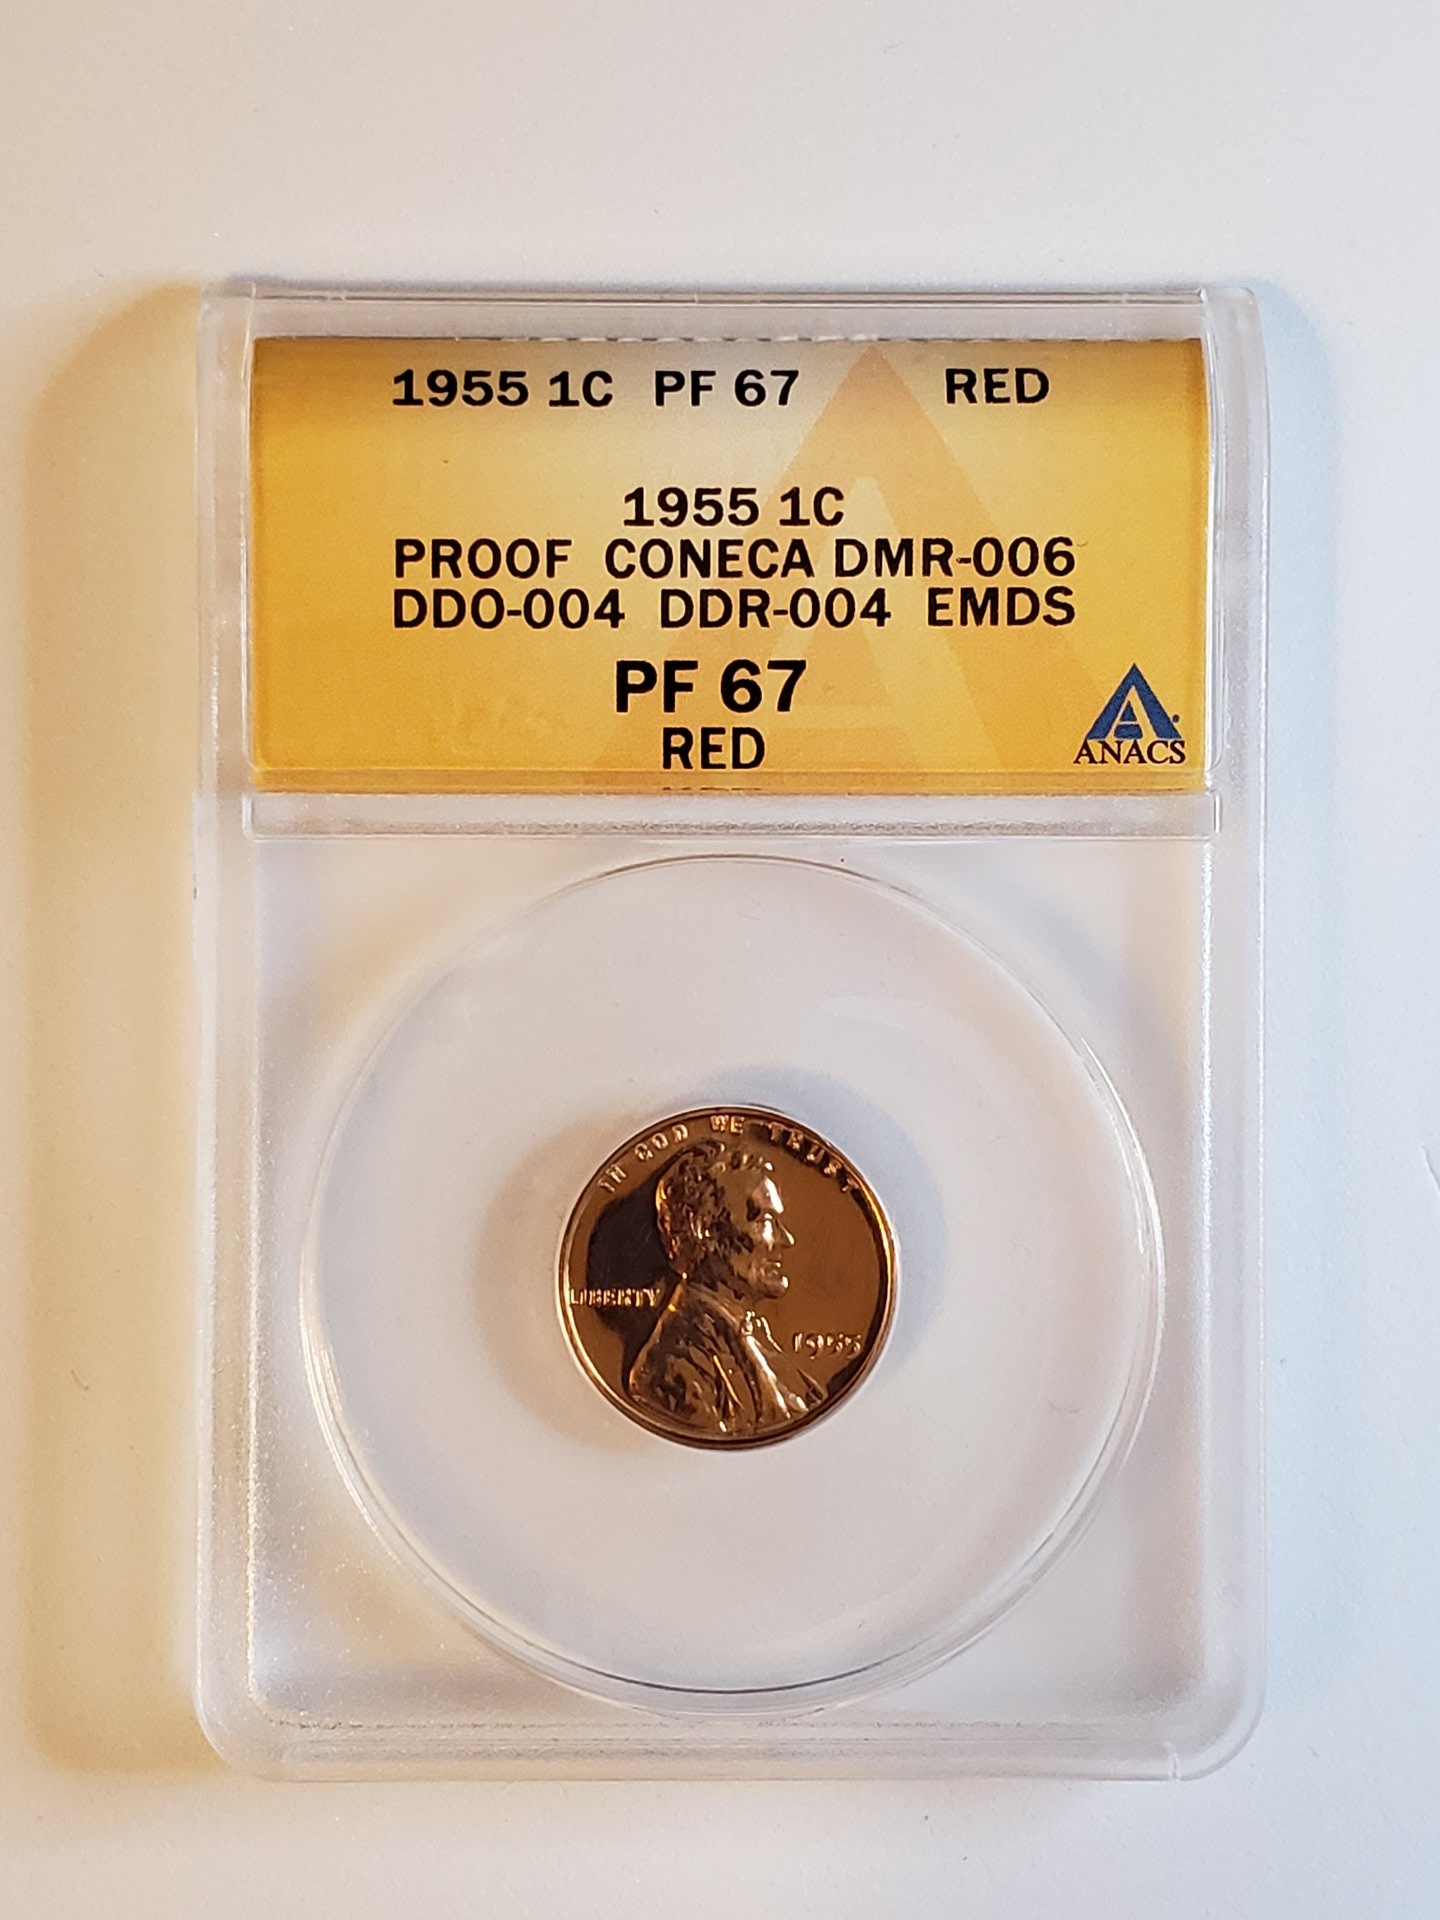 1955 1C PF 67 RED
1955 1C
PROOF CONECA DMR-006
DDO-004 DDR-004 EMDS
PF 67
RED
ANACS
IN GOD WE TRUST
LIBERTY
1955